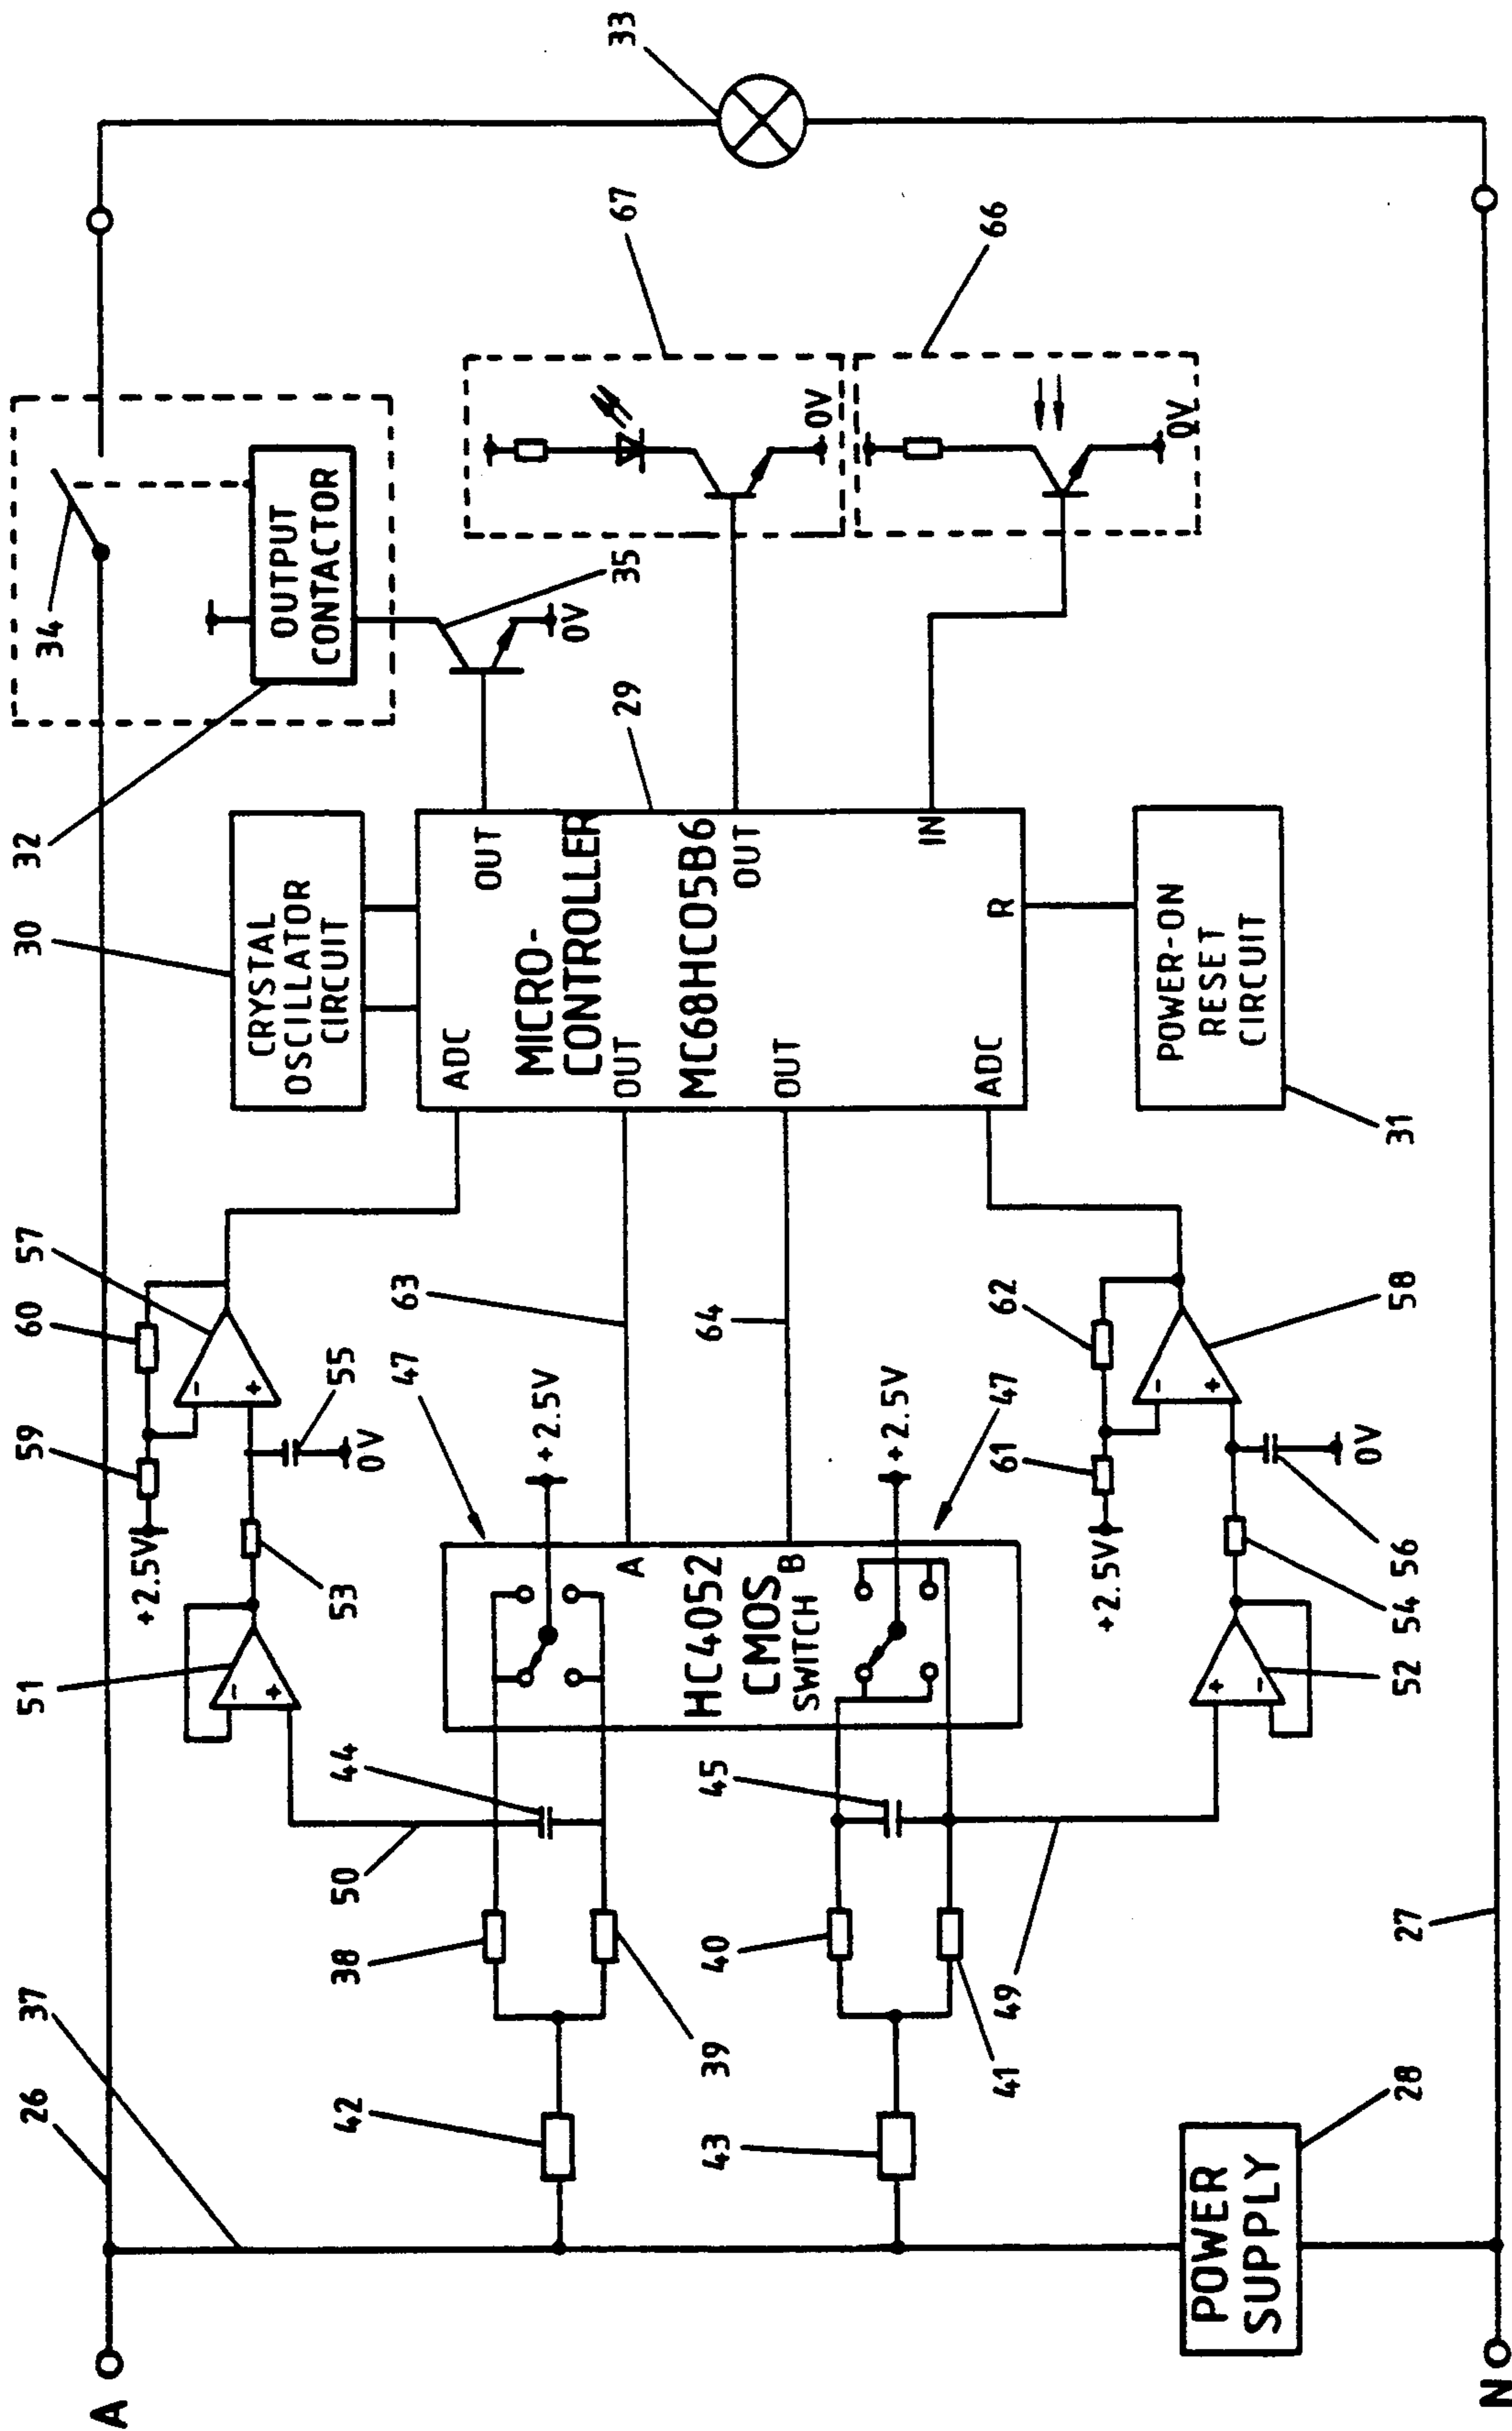 A
26
37
32
34
33
30
CRYSTAL
OSCILLATOR
CIRCUIT
OUTPUT
CONTACTOR
35
0V
67
0V
66
0V
59
60
57
+2.5V
51
53
55
0V
44
50
38
39
42
43
40
41
45
49
47
+2.5V
A
63
HC4052
CMOS
SWITCH
B
64
+2.5V
47
ADC
OUT
MICRO-
CONTROLLER
29
OUT
MC68HC05B6
OUT
OUT
ADC
R
IN
POWER-ON
RESET
CIRCUIT
31
61
62
58
+2.5V
52
54
56
0V
-
+
-
+
+
-
-
+
POWER
SUPPLY
28
27
N